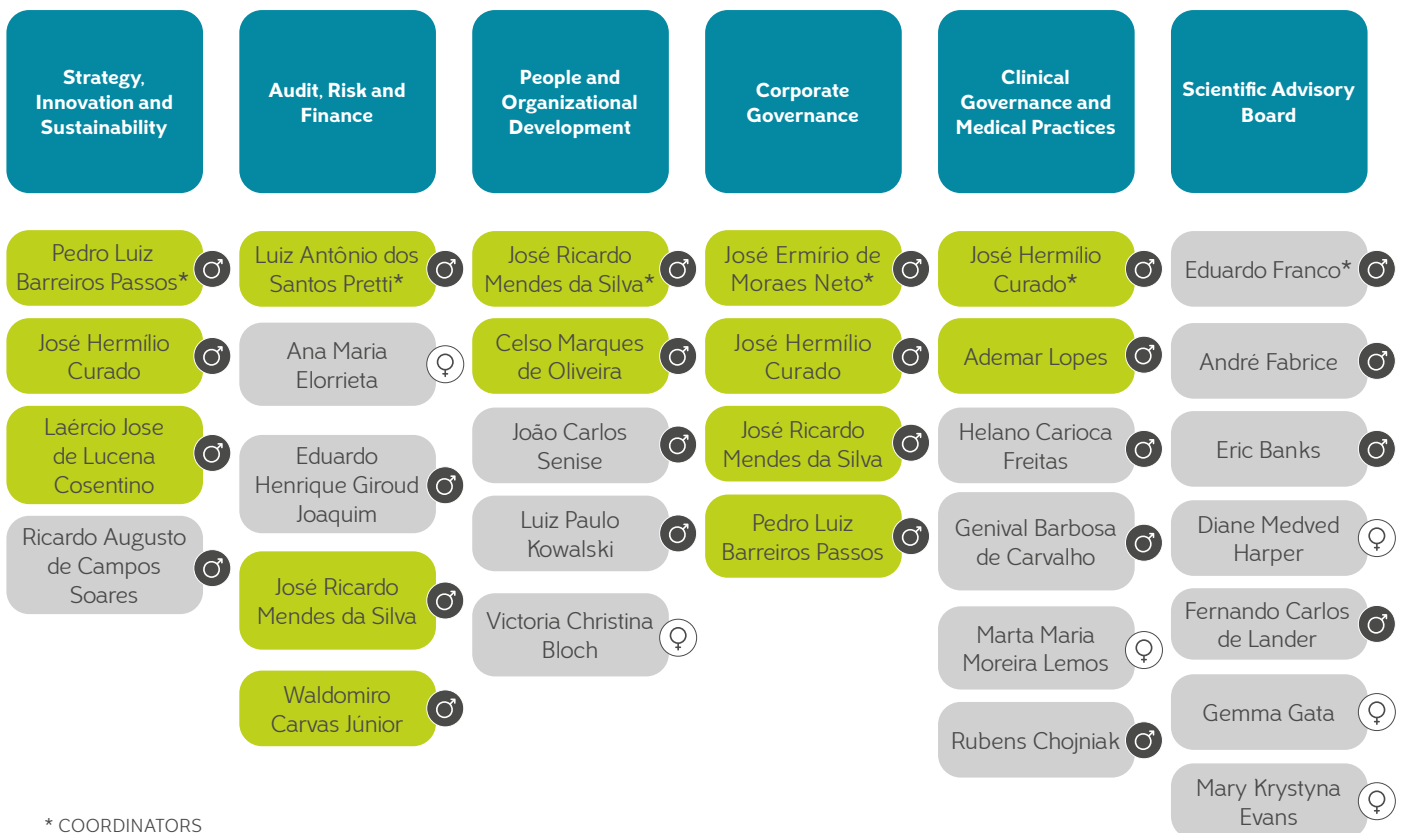 Strategy,
Innovation and
Sustainability
Audit, Risk and
Finance
People and
Organizational
Development
Corporate
Governance
Clinical
Governance and
Medical Practices
Scientific Advisory
Board
Pedro Luiz
Barreiros Passos*
José Hermílio
Curado
Laércio Jose
de Lucena
Cosentino
Ricardo Augusto
de Campos
Soares
Luiz Antônio dos
Santos Pretti*
Ana Maria
Elorrieta
Eduardo
Henrique Giroud
Joaquim
José Ricardo
Mendes da Silva
Waldomiro
Carvas Júnior
José Ricardo
Mendes da Silva*
Celso Marques
de Oliveira
João Carlos
Senise
Luiz Paulo
Kowalski
Victoria Christina
Bloch
José Ermírio de
Moraes Neto*
José Hermílio
Curado
José Ricardo
Mendes da Silva
Pedro Luiz
Barreiros Passos
José Hermílio
Curado*
Ademar Lopes
Helano Carioca
Freitas
Genival Barbosa
de Carvalho
Marta Maria
Moreira Lemos
Rubens Chojniak
Eduardo Franco*
André Fabrice
Eric Banks
Diane Medved
Harper
Fernando Carlos
de Lander
Gemma Gata
Mary Krystyna
Evans
* COORDINATORS